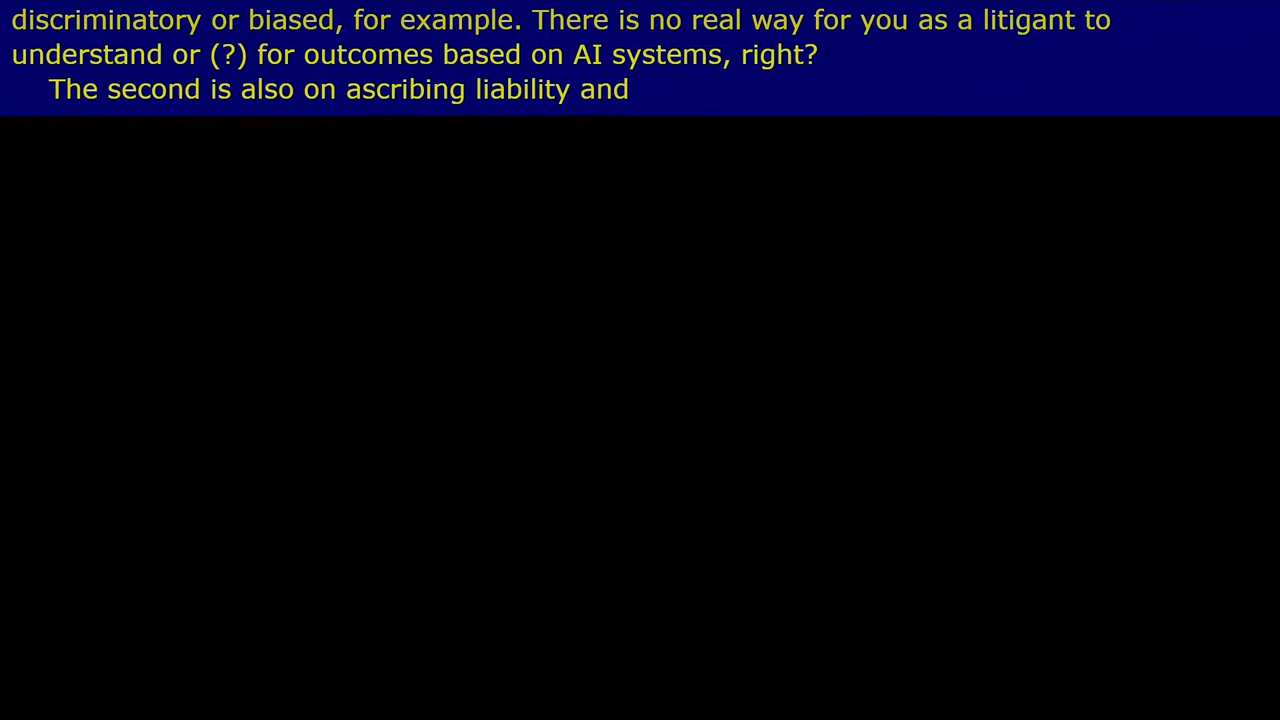 discriminatory or biased, for example. There is no real way for you as a litigant to
understand or (?) for outcomes based on AI systems, right?
The second is also on ascribing liability and